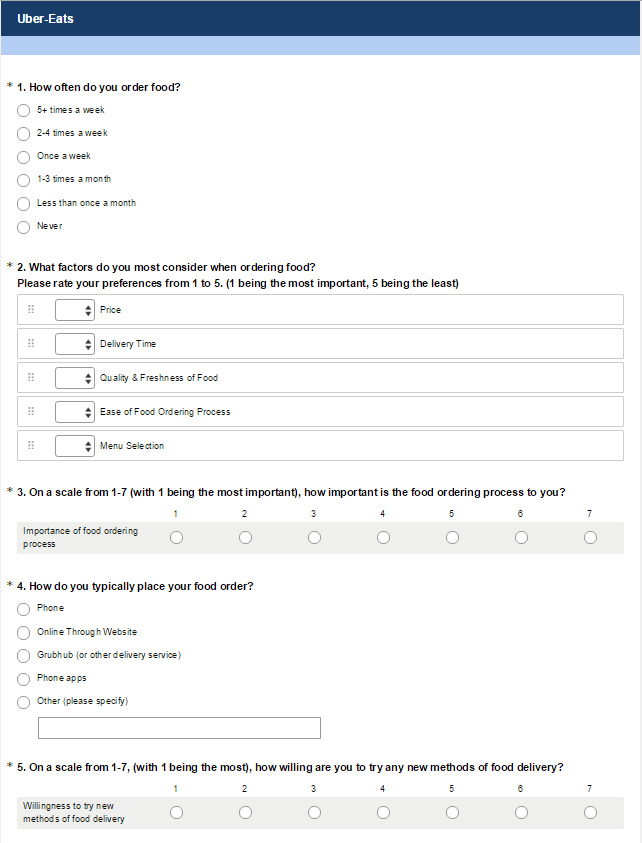 Uber-Eats
* 1. How often do you order food?
5+ times a week
2-4 times a week
Once a week
1-3 times a month
Less than once a month
Never
* 2. What factors do you most consider when ordering food?
Please rate your preferences from 1 to 5. (1 being the most important, 5 being the least)
Price
Delivery Time
Quality & Freshness of Food
Ease of Food Ordering Process
Menu Selection
* 3. On a scale from 1-7 (with 1 being the most important), how important is the food ordering process to you?
1 2 3 4 5 6 7
Importance of food ordering
process
* 4. How do you typically place your food order?
Phone
Online Through Website
Grubhub (or other delivery service)
Phone apps
Other (please specify)
* 5. On a scale from 1-7, (with 1 being the most), how willing are you to try any new methods of food delivery?
1 2 3 4 5 6 7
Willingness to try new
methods of food delivery